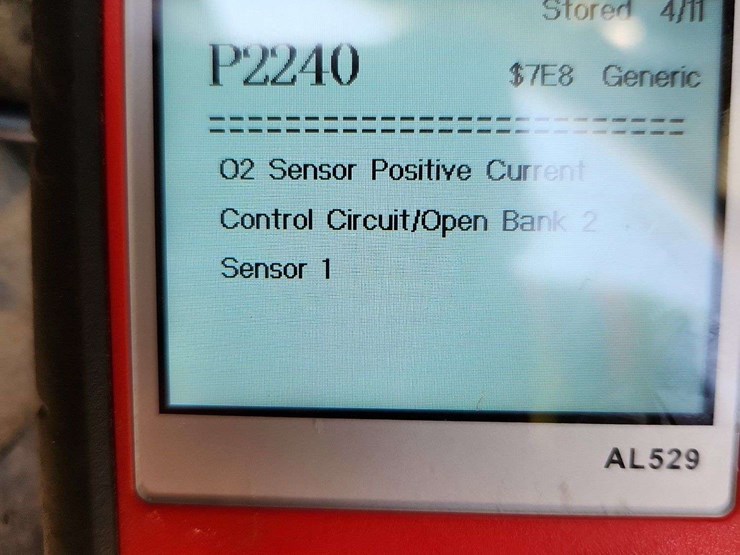 Stored 4/11
P2240 $7E8 Generic
==========================
O2 Sensor Positive Current
Control Circuit/Open Bank 2
Sensor 1
AL529